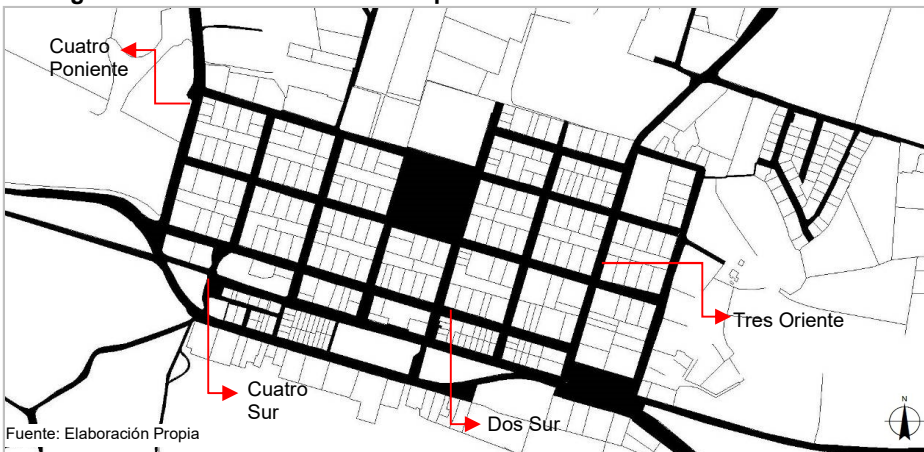 Cuatro
Poniente
Tres Oriente
Cuatro
Sur
Dos Sur
Fuente: Elaboración Propia
N